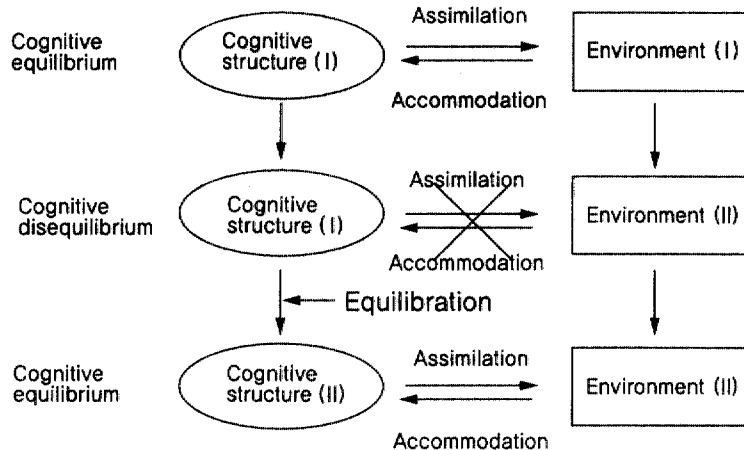 Assimilation
Cognitive
equilibrium
Cognitive
structure (I)
Environment (I)
Accommodation
Assimilation
Cognitive
disequilibrium
Cognitive
structure (I)
Environment (II)
Accommodation
Equilibration
Assimilation
Cognitive
equilibrium
Cognitive
structure (II)
Environment (II)
Accommodation